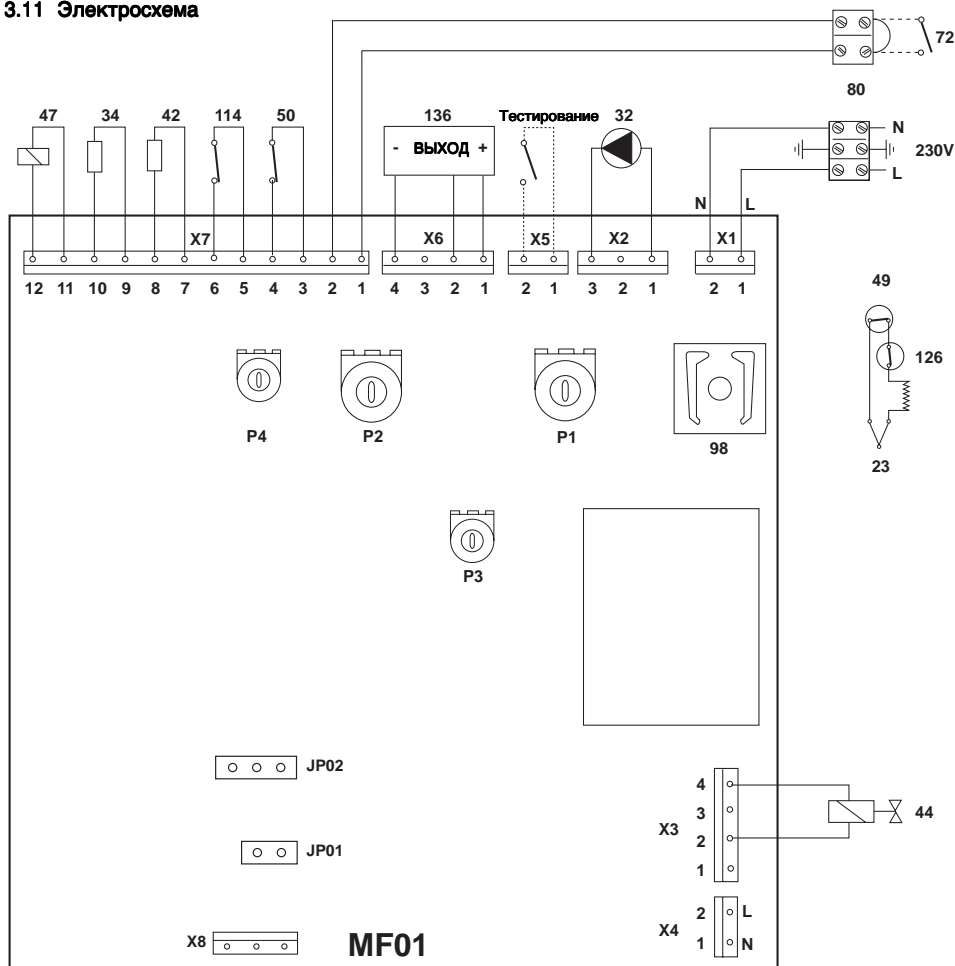 3.11 Электросхема
72
80
47 34 42 114 50 136 Тестирование 32
- ВЫХОД +
N
230V
L
N L
X7 X6 X5 X2 X1
12 11 10 9 8 7 6 5 4 3 2 1 4 3 2 1 2 1 3 2 1 2 1
49
126
P4 P2 P1 98
23
P3
JP02
4
3
X3
2
1
44
JP01
2 L
X4
1 N
X8 MF01